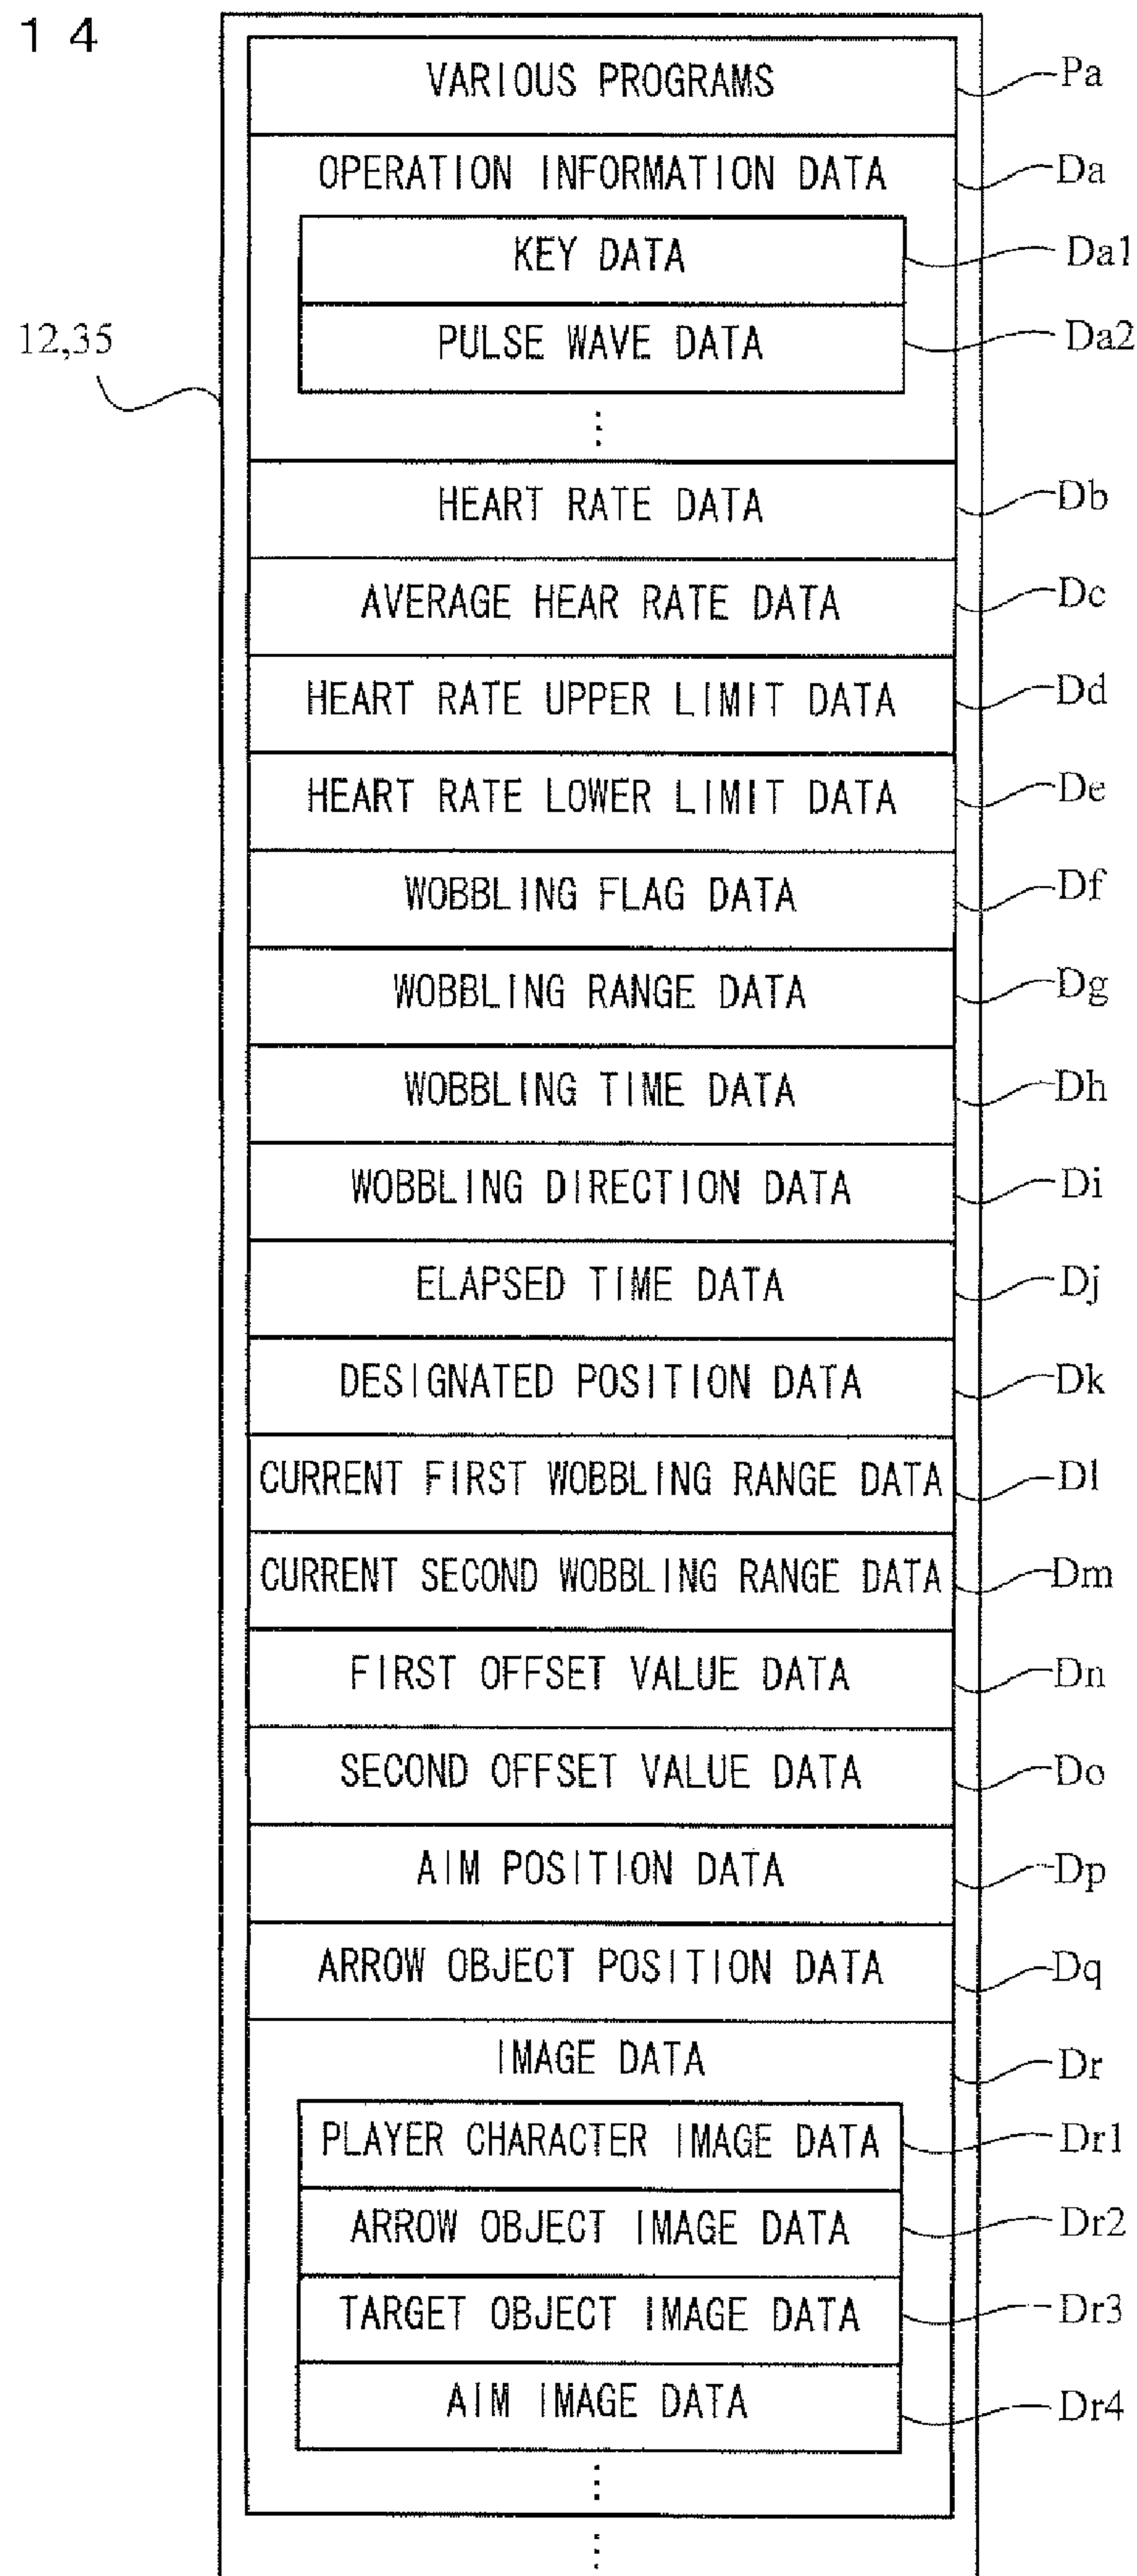 1 4
VARIOUS PROGRAMS Pa
OPERATION INFORMATION DATA Da
KEY DATA Da1
12,35 PULSE WAVE DATA Da2
⋮
HEART RATE DATA Db
AVERAGE HEAR RATE DATA Dc
HEART RATE UPPER LIMIT DATA Dd
HEART RATE LOWER LIMIT DATA De
WOBBLING FLAG DATA Df
WOBBLING RANGE DATA Dg
WOBBLING TIME DATA Dh
WOBBLING DIRECTION DATA Di
ELAPSED TIME DATA Dj
DESIGNATED POSITION DATA Dk
CURRENT FIRST WOBBLING RANGE DATA Dl
CURRENT SECOND WOBBLING RANGE DATA Dm
FIRST OFFSET VALUE DATA Dn
SECOND OFFSET VALUE DATA Do
AIM POSITION DATA Dp
ARROW OBJECT POSITION DATA Dq
IMAGE DATA Dr
PLAYER CHARACTER IMAGE DATA Dr1
ARROW OBJECT IMAGE DATA Dr2
TARGET OBJECT IMAGE DATA Dr3
AIM IMAGE DATA Dr4
⋮
⋮